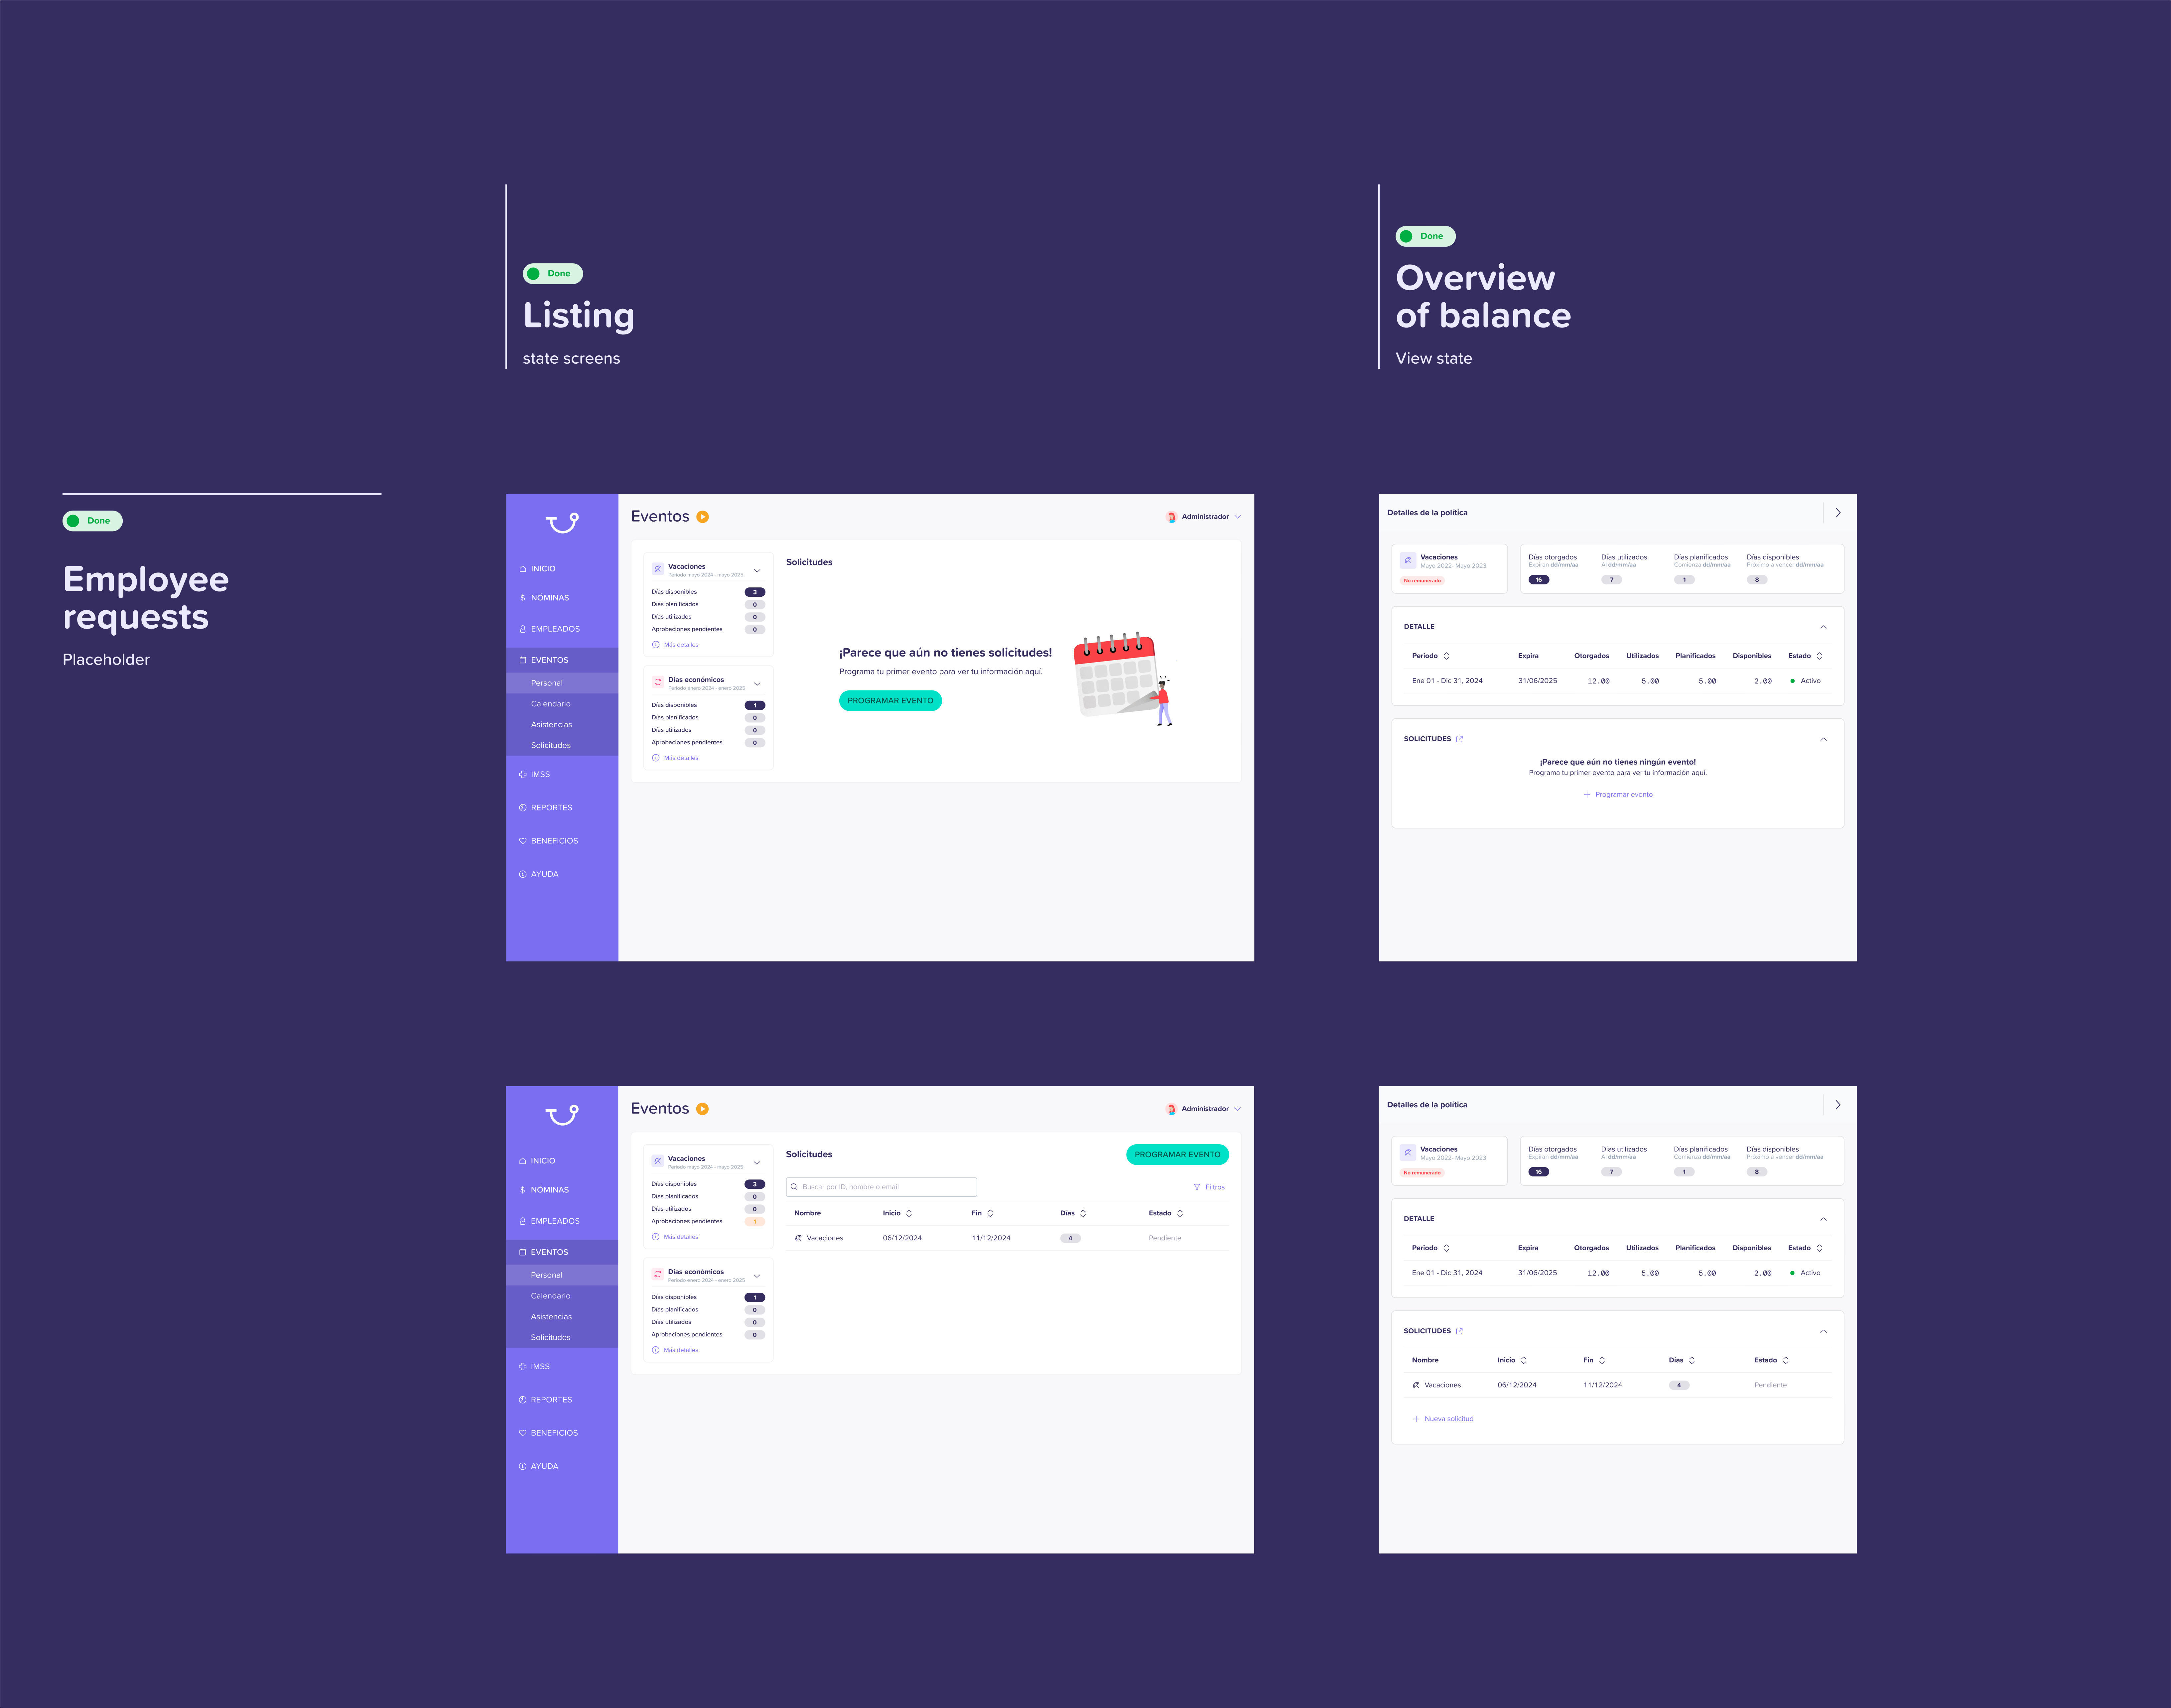 Done
Listing
state screens
Done
Overview
of balance
View state
Done
Employee
requests
Placeholder
INICIO
NÓMINAS
EMPLEADOS
EVENTOS
Personal
Calendario
Asistencias
Solicitudes
IMSS
REPORTES
BENEFICIOS
AYUDA
Eventos
Administrador
Vacaciones
Periodo mayo 2024 - mayo 2025
Días disponibles 3
Días planificados 0
Días utilizados 0
Aprobaciones pendientes 0
Más detalles
Días económicos
Periodo enero 2024 - enero 2025
Días disponibles 1
Días planificados 0
Días utilizados 0
Aprobaciones pendientes 0
Más detalles
Solicitudes
¡Parece que aún no tienes solicitudes!
Programa tu primer evento para ver tu información aquí.
PROGRAMAR EVENTO
Detalles de la política
Vacaciones
Mayo 2022- Mayo 2023
No remunerado
Días otorgados Días utilizados Días planificados Días disponibles
Expiran dd/mm/aa Al dd/mm/aa Comienza dd/mm/aa Próximo a vencer dd/mm/aa
16 7 1 8
DETALLE
Periodo Expira Otorgados Utilizados Planificados Disponibles Estado
Ene 01 - Dic 31, 2024 31/06/2025 12.00 5.00 5.00 2.00 Activo
SOLICITUDES
¡Parece que aún no tienes ningún evento!
Programa tu primer evento para ver tu información aquí.
Programar evento
INICIO
NÓMINAS
EMPLEADOS
EVENTOS
Personal
Calendario
Asistencias
Solicitudes
IMSS
REPORTES
BENEFICIOS
AYUDA
Eventos
Administrador
Vacaciones
Periodo mayo 2024 - mayo 2025
Días disponibles 3
Días planificados 0
Días utilizados 0
Aprobaciones pendientes 1
Más detalles
Días económicos
Periodo enero 2024 - enero 2025
Días disponibles 1
Días planificados 0
Días utilizados 0
Aprobaciones pendientes 0
Más detalles
Solicitudes
PROGRAMAR EVENTO
Buscar por ID, nombre o email
Filtros
Nombre Inicio Fin Días Estado
Vacaciones 06/12/2024 11/12/2024 4 Pendiente
Detalles de la política
Vacaciones
Mayo 2022- Mayo 2023
No remunerado
Días otorgados Días utilizados Días planificados Días disponibles
Expiran dd/mm/aa Al dd/mm/aa Comienza dd/mm/aa Próximo a vencer dd/mm/aa
16 7 1 8
DETALLE
Periodo Expira Otorgados Utilizados Planificados Disponibles Estado
Ene 01 - Dic 31, 2024 31/06/2025 12.00 5.00 5.00 2.00 Activo
SOLICITUDES
Nombre Inicio Fin Días Estado
Vacaciones 06/12/2024 11/12/2024 4 Pendiente
Nueva solicitud